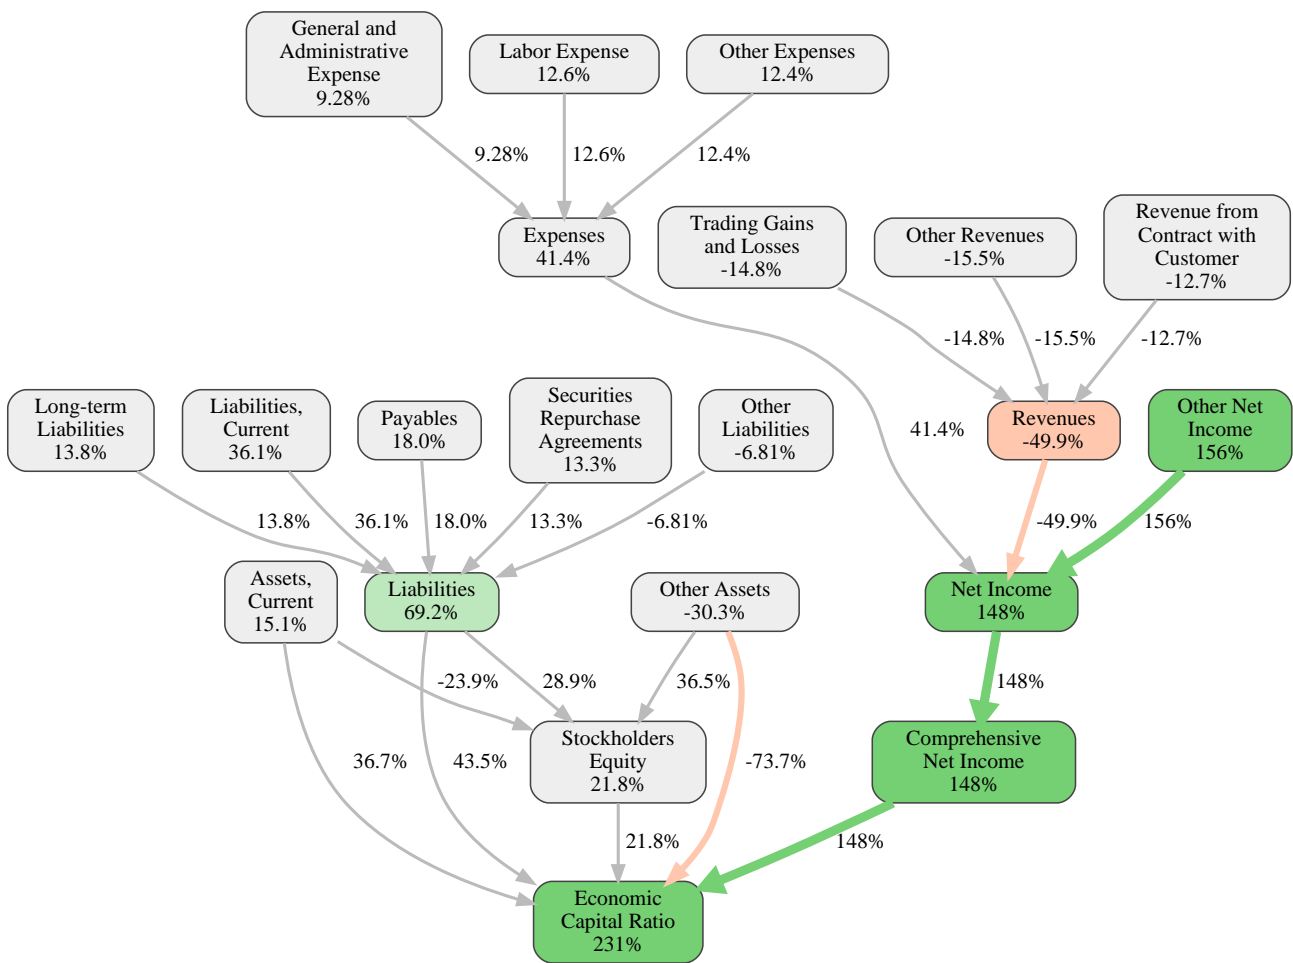 General and
Administrative
Expense
9.28%
Labor Expense
12.6%
Other Expenses
12.4%
9.28%
12.6%
12.4%
Expenses
41.4%
Trading Gains
and Losses
-14.8%
Other Revenues
-15.5%
Revenue from
Contract with
Customer
-12.7%
-14.8%
-15.5%
-12.7%
Long-term
Liabilities
13.8%
Liabilities,
Current
36.1%
Payables
18.0%
Securities
Repurchase
Agreements
13.3%
Other
Liabilities
-6.81%
41.4%
Revenues
-49.9%
Other Net
Income
156%
13.8%
36.1%
18.0%
13.3%
-6.81%
-49.9%
156%
Assets,
Current
15.1%
Liabilities
69.2%
Other Assets
-30.3%
Net Income
148%
-23.9%
28.9%
36.5%
148%
36.7%
43.5%
Stockholders
Equity
21.8%
-73.7%
Comprehensive
Net Income
148%
21.8%
148%
Economic
Capital Ratio
231%